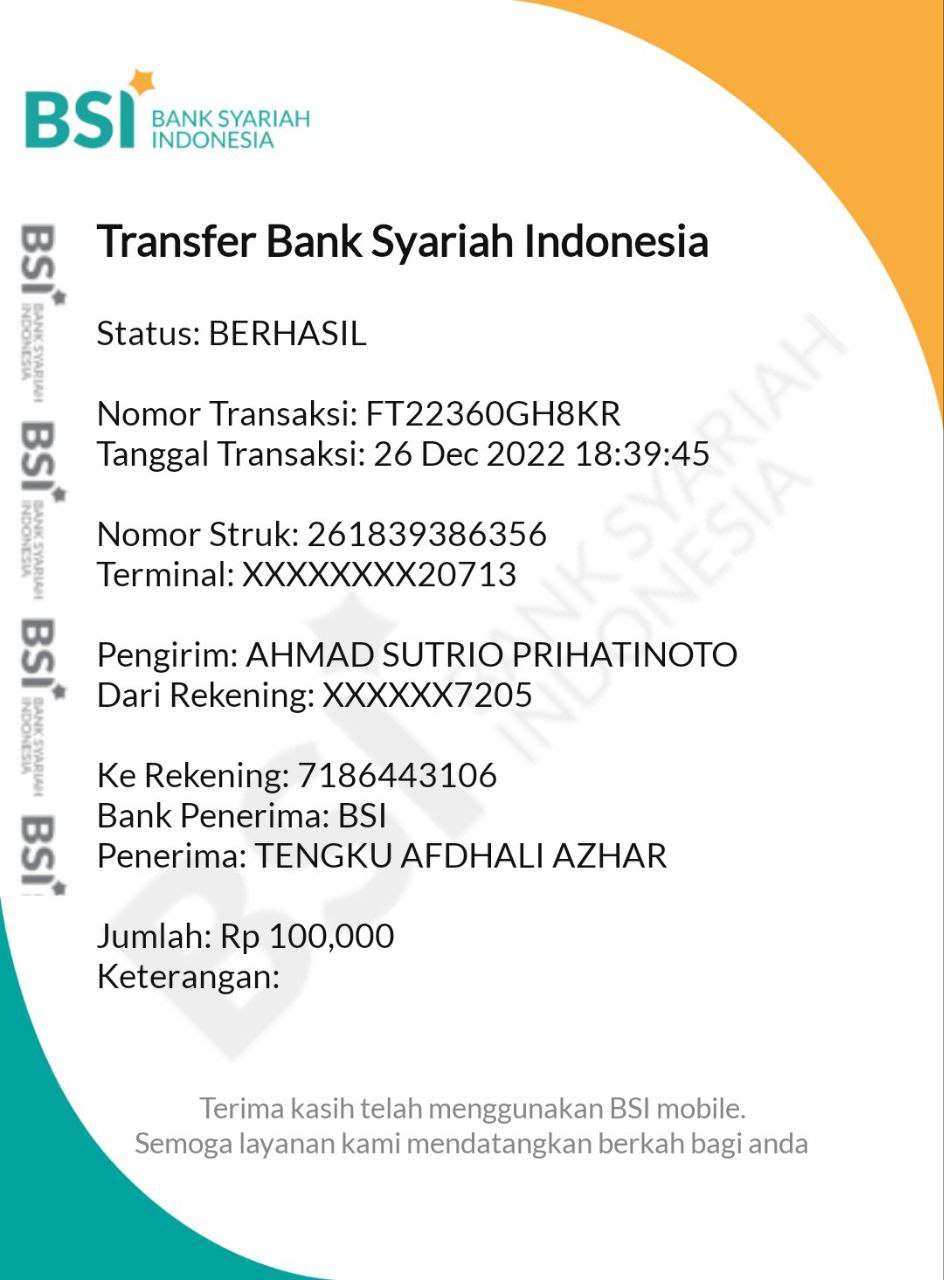 BSI BANK SYARIAH
INDONESIA
Transfer Bank Syariah Indonesia
Status: BERHASIL
Nomor Transaksi: FT22360GH8KR
Tanggal Transaksi: 26 Dec 2022 18:39:45
Nomor Struk: 261839386356
Terminal: XXXXXXXX20713
Pengirim: AHMAD SUTRIO PRIHATINOTO
Dari Rekening: XXXXXX7205
Ke Rekening: 7186443106
Bank Penerima: BSI
Penerima: TENGKU AFDHALI AZHAR
Jumlah: Rp 100,000
Keterangan:
Terima kasih telah menggunakan BSI mobile.
Semoga layanan kami mendatangkan berkah bagi anda
BSI BANK SYARIAH
INDONESIA
BSI BANK SYARIAH
INDONESIA
BSI BANK SYARIAH
INDONESIA
BSI
BSI BANK SYARIAH
INDONESIA